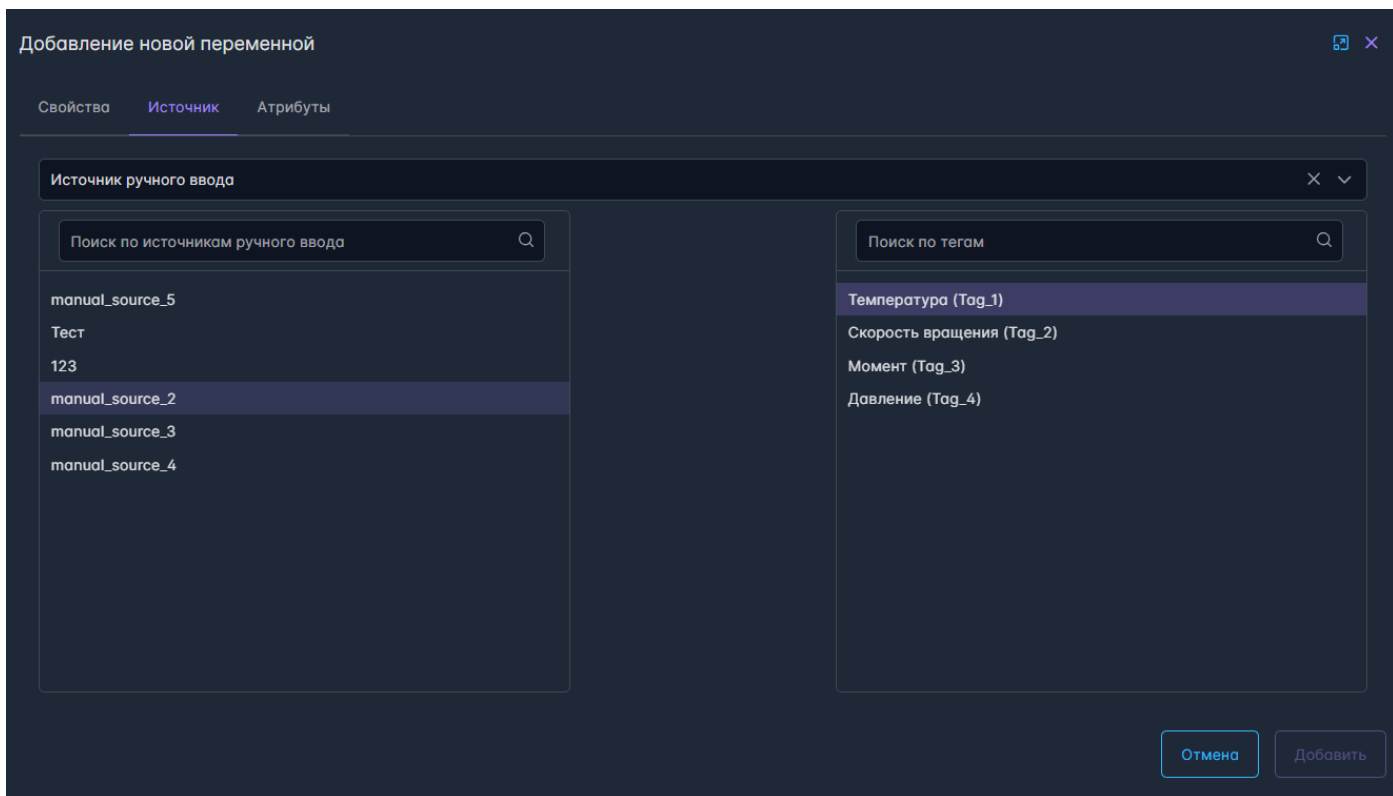 Добавление новой переменной
Свойства Источник Атрибуты
Источник ручного ввода
Поиск по источникам ручного ввода
manual_source_5
Тест
123
manual_source_2
manual_source_3
manual_source_4
Поиск по тегам
Температура (Tag_1)
Скорость вращения (Tag_2)
Момент (Tag_3)
Давление (Tag_4)
Отмена Добавить